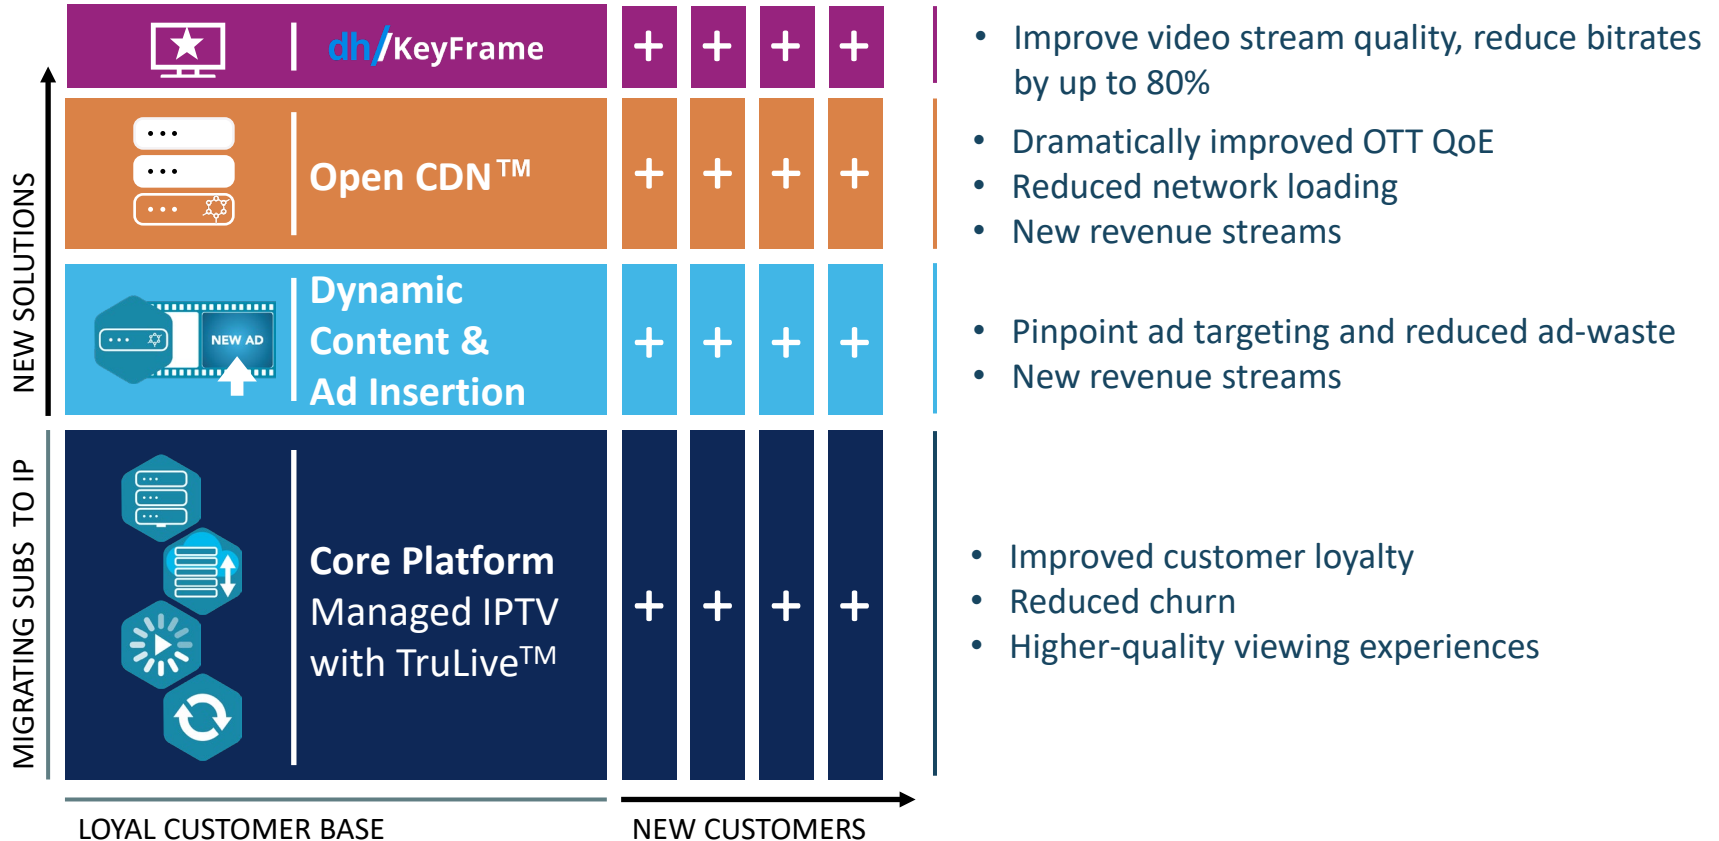 dh//KeyFrame
• Improve video stream quality, reduce bitrates
by up to 80%
Open CDN™
• Dramatically improved OTT QoE
• Reduced network loading
• New revenue streams
NEW SOLUTIONS
NEW AD
Dynamic
Content &
Ad Insertion
• Pinpoint ad targeting and reduced ad-waste
• New revenue streams
MIGRATING SUBS TO IP
Core Platform
Managed IPTV
with TruLive™
• Improved customer loyalty
• Reduced churn
• Higher-quality viewing experiences
+ + + +
+ + + +
+ + + +
+ + + +
LOYAL CUSTOMER BASE
NEW CUSTOMERS